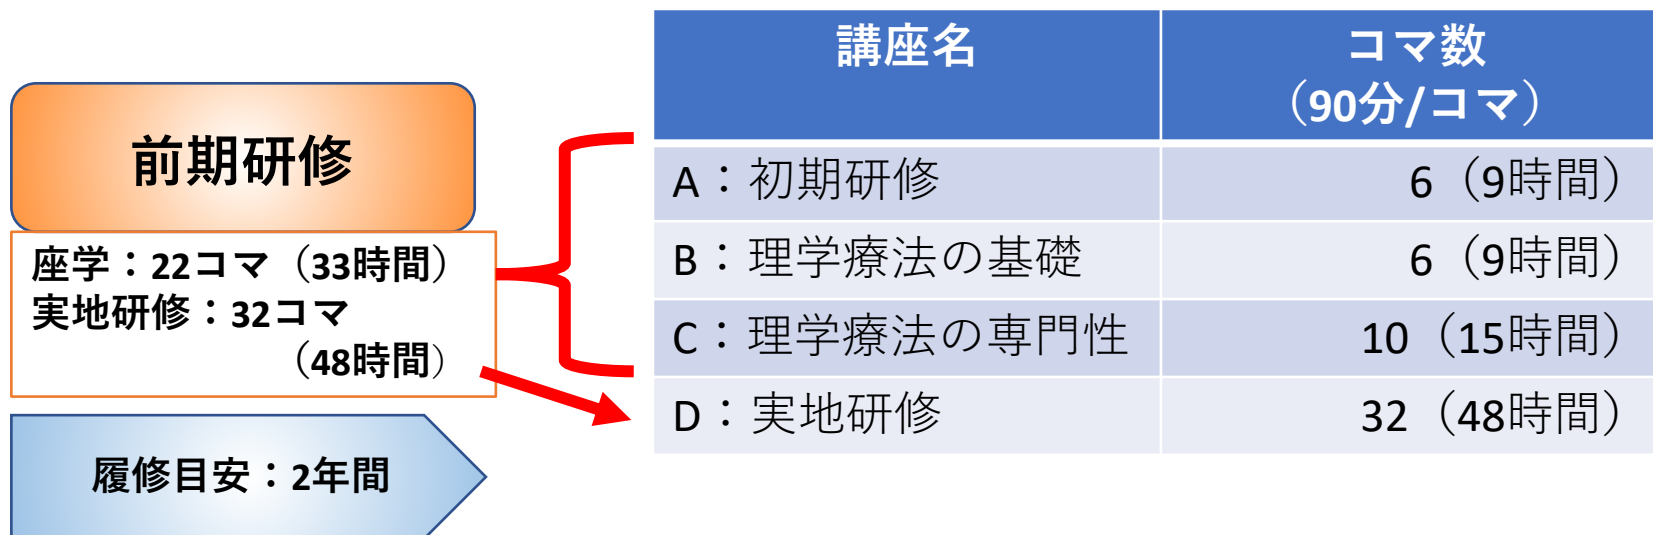 前期研修
座学：22コマ（33時間）
実地研修：32コマ
（48時間）
履修目安：2年間
講座名
コマ数
（90分/コマ）
A：初期研修
6（9時間）
B：理学療法の基礎
6（9時間）
C：理学療法の専門性
10（15時間）
D：実地研修
32（48時間）